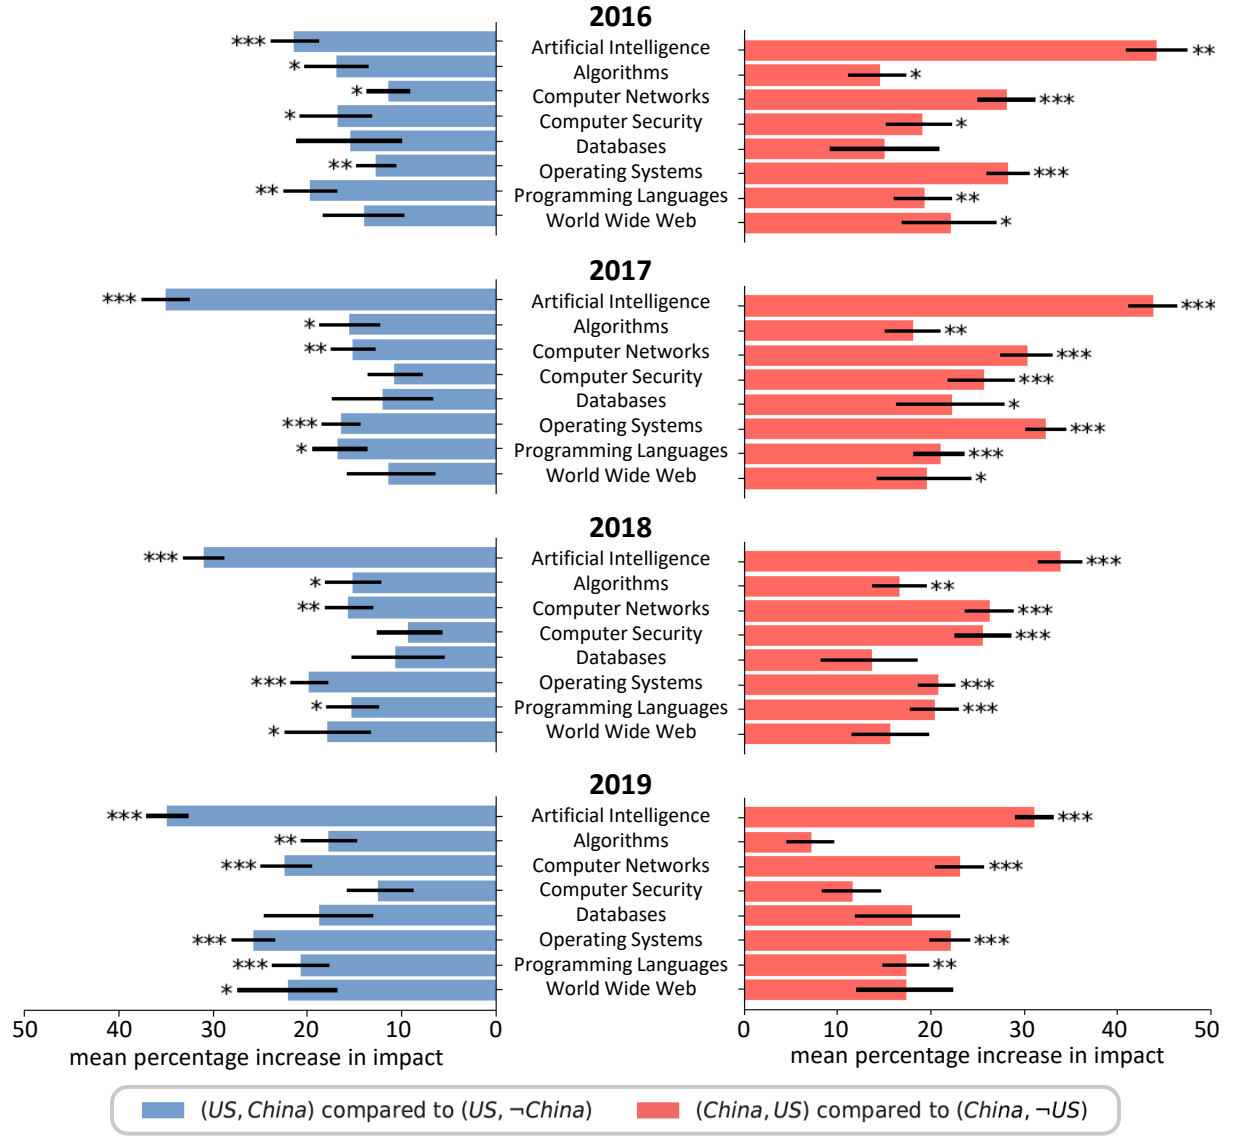 2016
*** Artificial Intelligence **
* Algorithms *
* Computer Networks ***
* Computer Security *
Databases
** Operating Systems ***
** Programming Languages **
World Wide Web *
2017
*** Artificial Intelligence ***
* Algorithms **
** Computer Networks ***
Computer Security ***
Databases *
*** Operating Systems ***
* Programming Languages ***
World Wide Web *
2018
*** Artificial Intelligence ***
* Algorithms **
** Computer Networks ***
Computer Security ***
Databases
*** Operating Systems ***
* Programming Languages ***
* World Wide Web
2019
*** Artificial Intelligence ***
** Algorithms
*** Computer Networks ***
Computer Security
Databases
*** Operating Systems ***
*** Programming Languages **
* World Wide Web
50 40 30 20 10 0 0 10 20 30 40 50
mean percentage increase in impact mean percentage increase in impact
(US, China) compared to (US, ¬China) (China, US) compared to (China, ¬US)